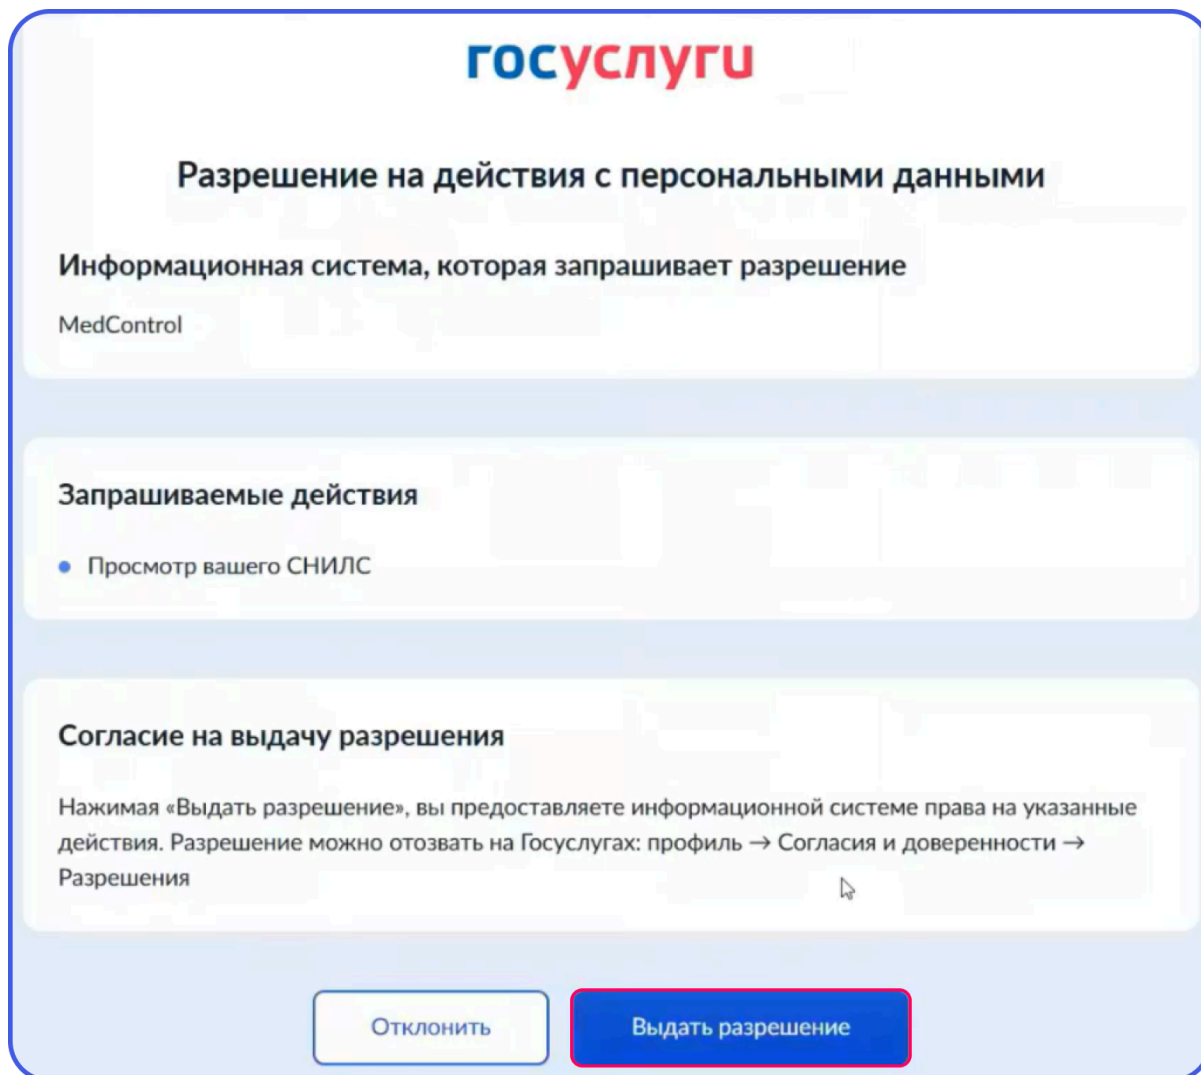 госуслуги
Разрешение на действия с персональными данными
Информационная система, которая запрашивает разрешение
MedControl
Запрашиваемые действия
• Просмотр вашего СНИЛС
Согласие на выдачу разрешения
Нажимая «Выдать разрешение», вы предоставляете информационной системе права на указанные
действия. Разрешение можно отозвать на Госуслугах: профиль → Согласия и доверенности →
Разрешения
Отклонить
Выдать разрешение